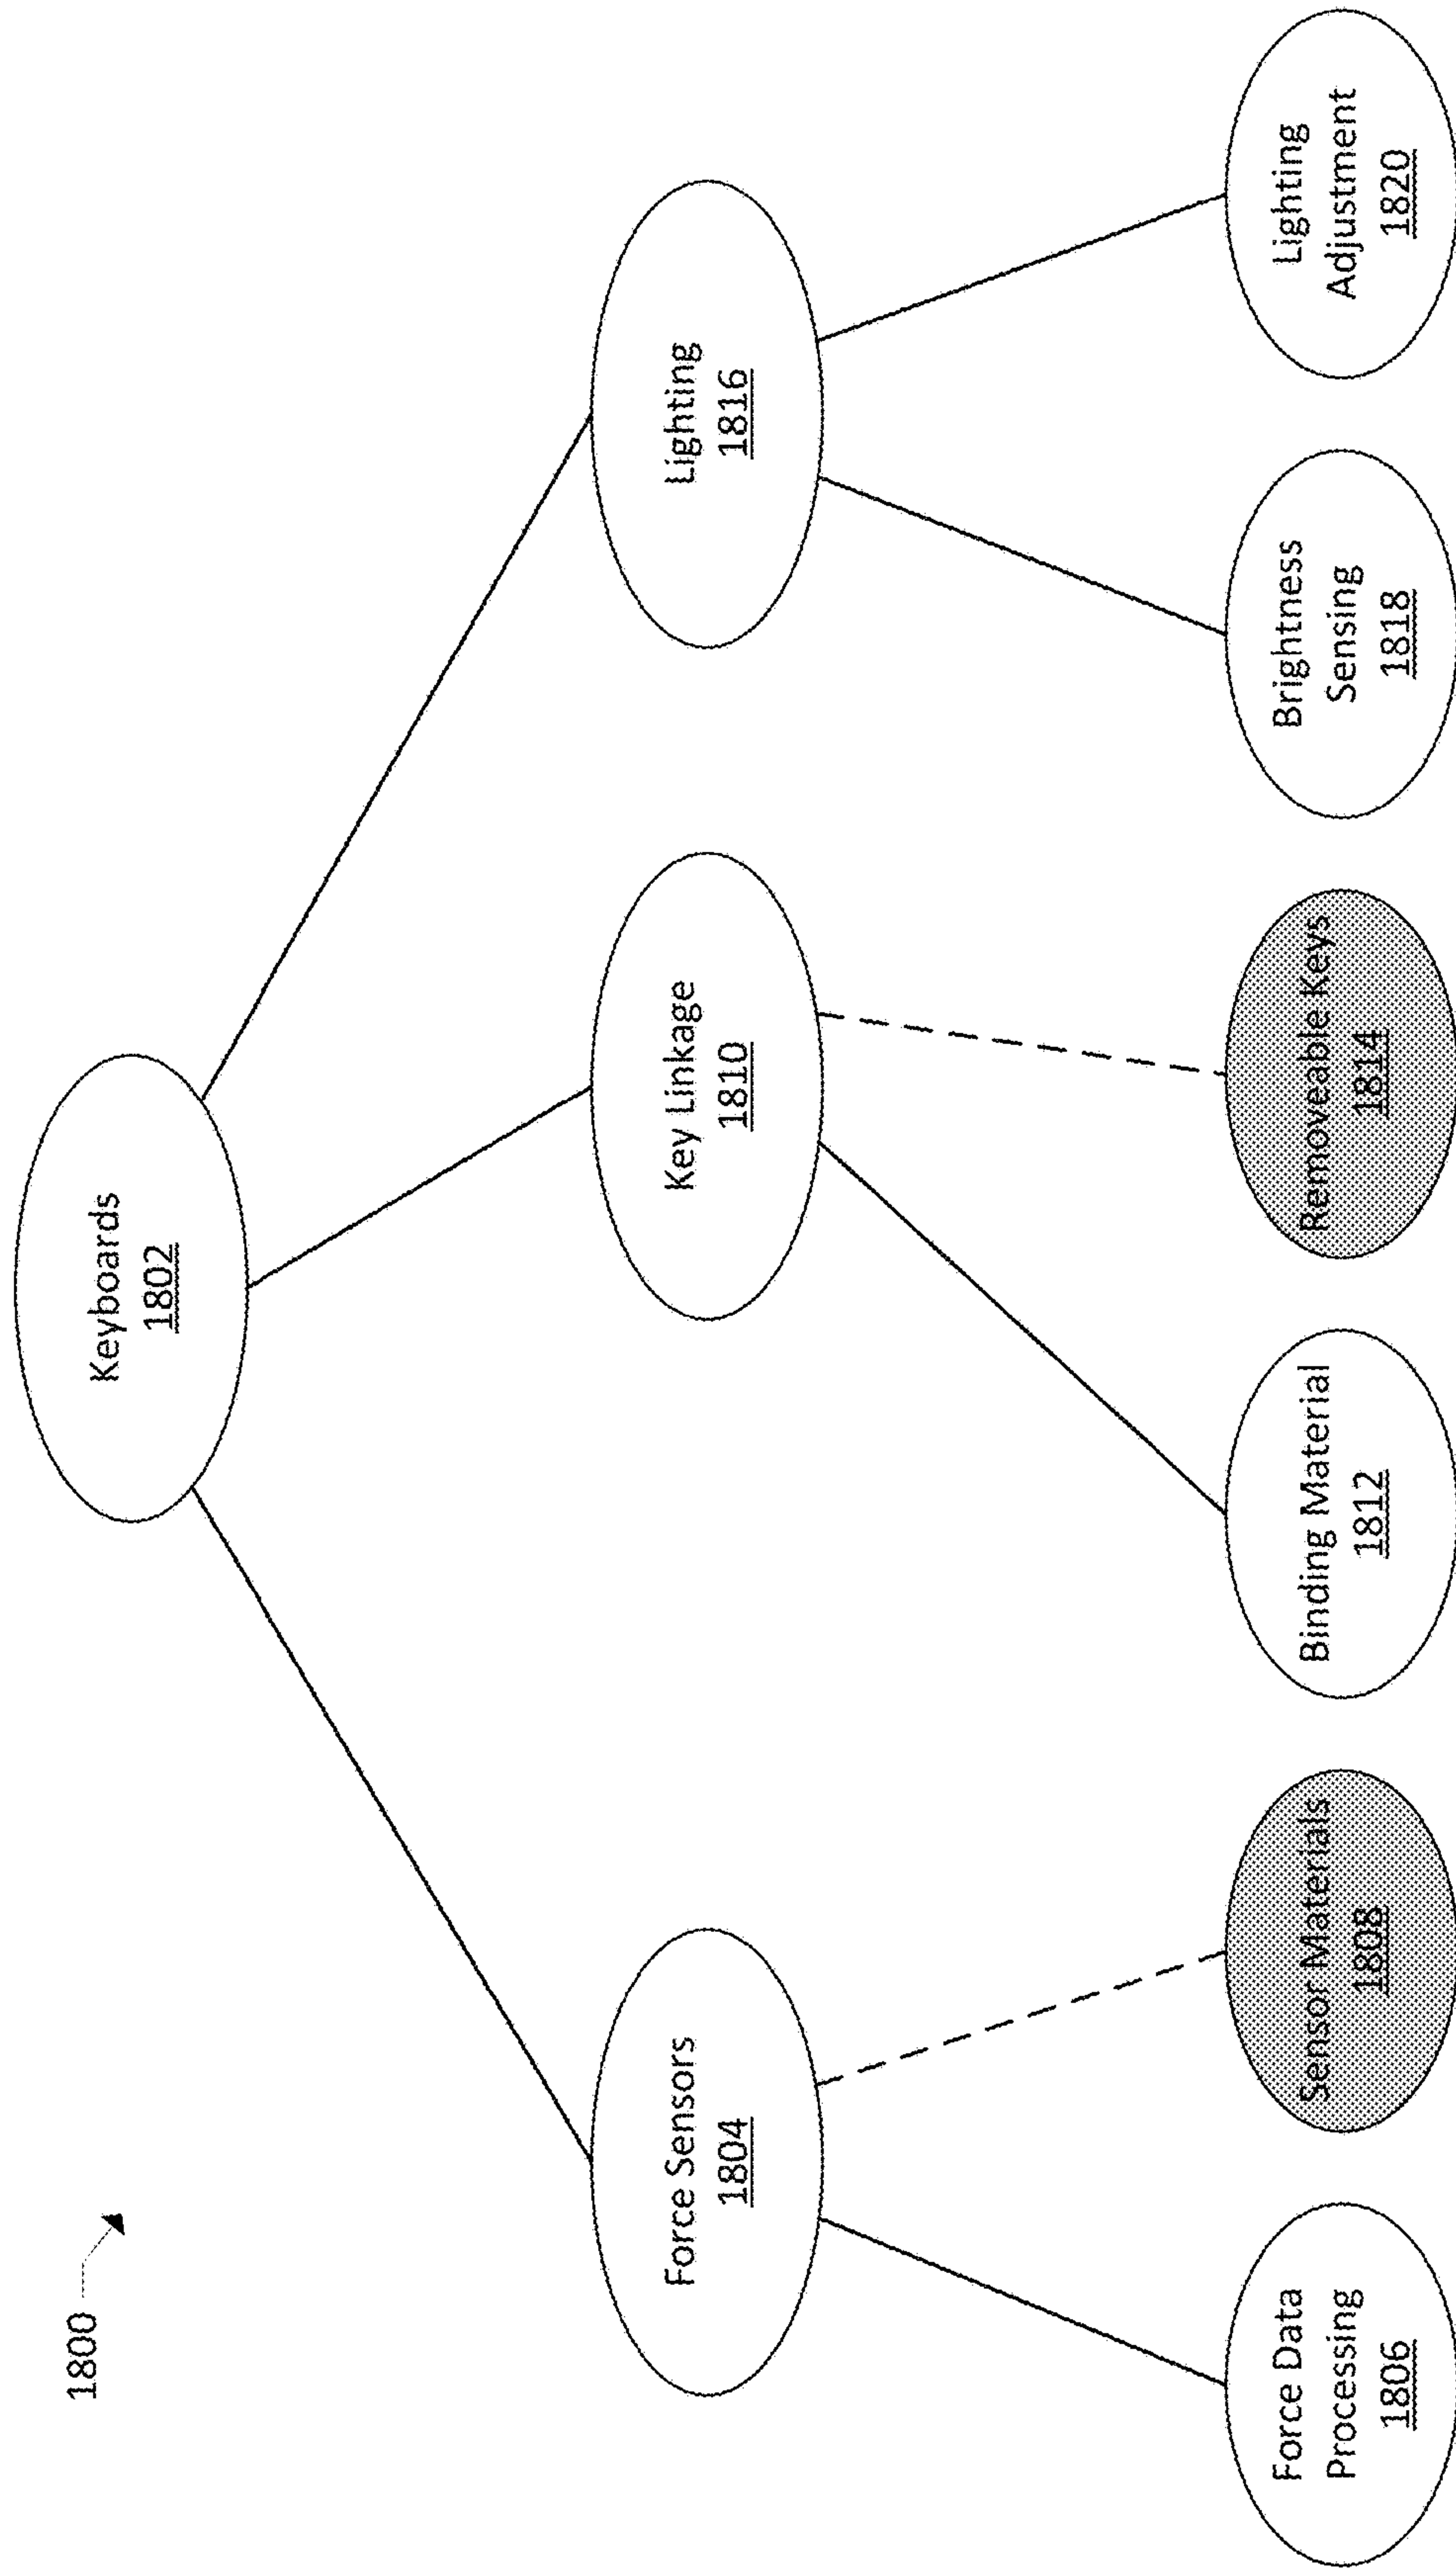 1800
Keyboards
1802
Force Sensors
1804
Key Linkage
1810
Lighting
1816
Force Data
Processing
1806
Sensor Materials
1808
Binding Material
1812
Removeable Keys
1814
Brightness
Sensing
1818
Lighting
Adjustment
1820